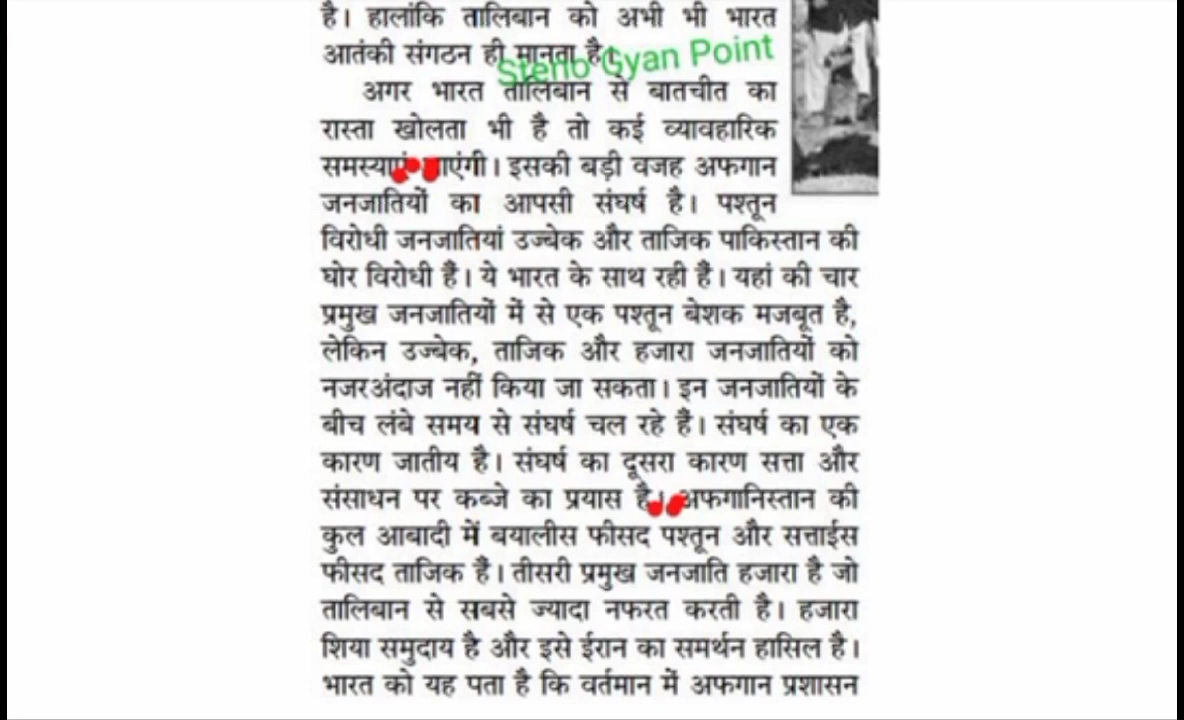 है। हालांकि तालिबान को अभी भी भारत
आतंकी संगठन ही मानता है।
Steno Gyan Point
अगर भारत तालिबान से बातचीत का
रास्ता खोलता भी है तो कई व्यावहारिक
समस्याएं आएंगी। इसकी बड़ी वजह अफगान
जनजातियों का आपसी संघर्ष है। पश्तून
विरोधी जनजातियां उज्बेक और ताजिक पाकिस्तान की
घोर विरोधी हैं। ये भारत के साथ रही हैं। यहां की चार
प्रमुख जनजातियों में से एक पश्तून बेशक मजबूत है,
लेकिन उज्बेक, ताजिक और हजारा जनजातियों को
नजरअंदाज नहीं किया जा सकता। इन जनजातियों के
बीच लंबे समय से संघर्ष चल रहे हैं। संघर्ष का एक
कारण जातीय है। संघर्ष का दूसरा कारण सत्ता और
संसाधन पर कब्जे का प्रयास है। अफगानिस्तान की
कुल आबादी में बयालीस फीसद पश्तून और सत्ताईस
फीसद ताजिक हैं। तीसरी प्रमुख जनजाति हजारा है जो
तालिबान से सबसे ज्यादा नफरत करती है। हजारा
शिया समुदाय है और इसे ईरान का समर्थन हासिल है।
भारत को यह पता है कि वर्तमान में अफगान प्रशासन